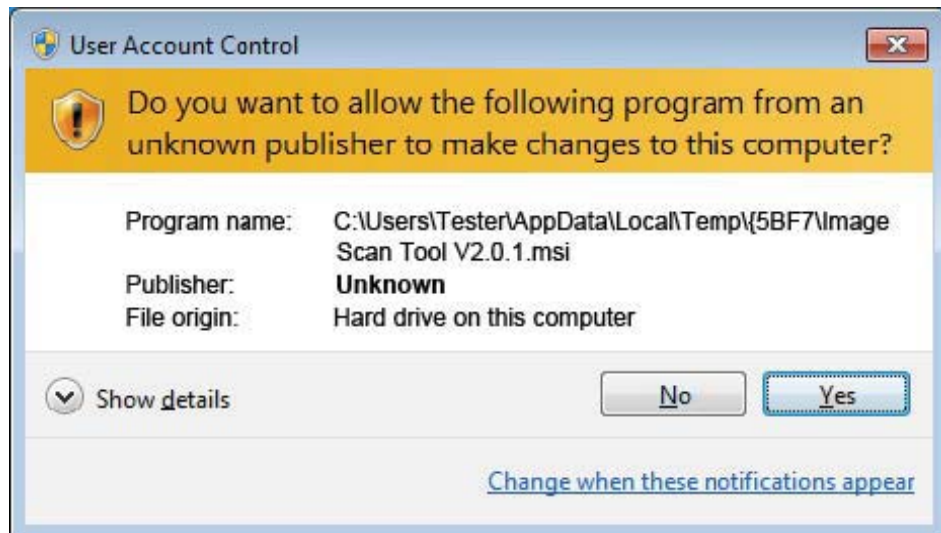 User Account Control
Do you want to allow the following program from an
unknown publisher to make changes to this computer?
Program name: C:\Users\Tester\AppData\Local\Temp\{5BF7\Image
Scan Tool V2.0.1.msi
Publisher: Unknown
File origin: Hard drive on this computer
Show details
No
Yes
Change when these notifications appear